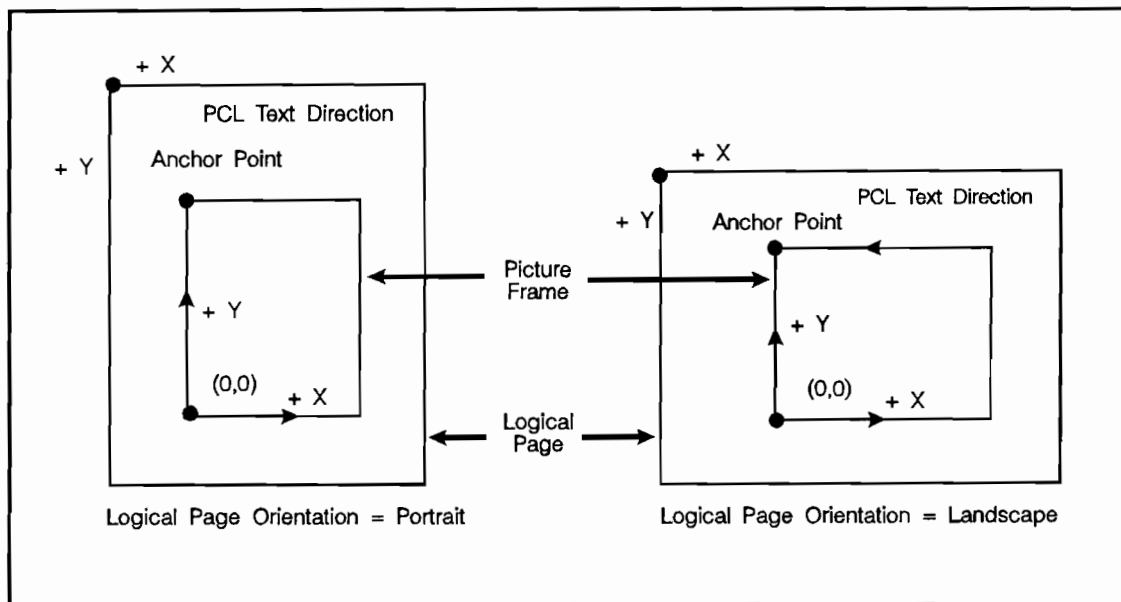 + X
PCL Text Direction
+ Y
Anchor Point
+ Y
(0,0)
+ X
Logical Page Orientation = Portrait
Picture
Frame
Logical
Page
+ X
PCL Text Direction
+ Y
Anchor Point
+ Y
(0,0)
+ X
Logical Page Orientation = Landscape